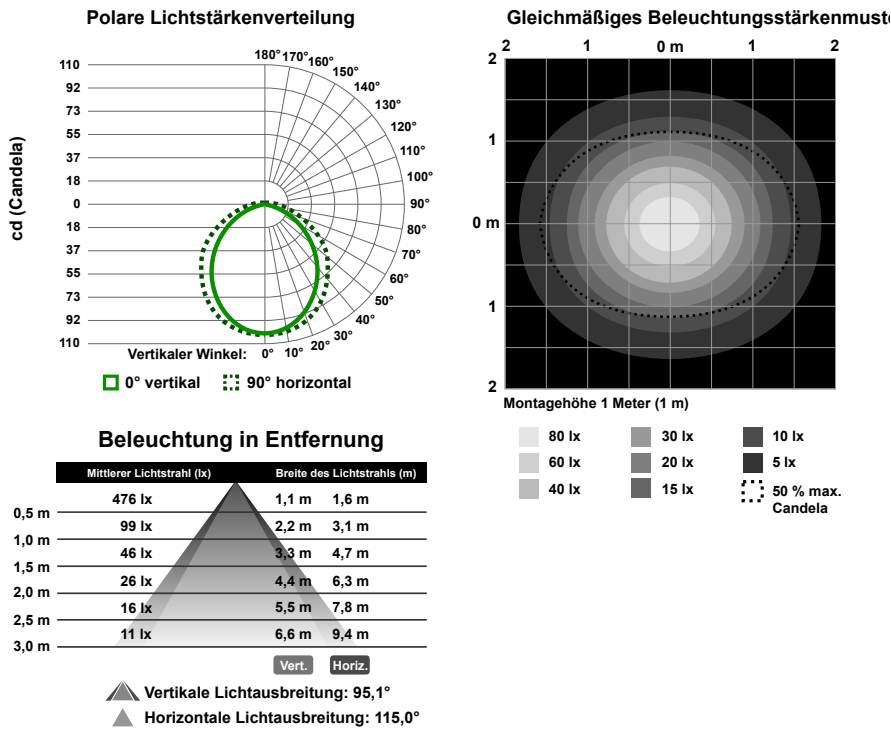 Polare Lichtstärkenverteilung
180° 170° 160° 150° 140° 130° 120° 110° 100° 90° 80° 70° 60° 50° 40° 30° 20° 10° 0°
110
92
73
55
37
18
0
18
37
55
73
92
110
cd (Candela)
Vertikaler Winkel:
0° vertikal
90° horizontal
Gleichmäßiges Beleuchtungsstärkenmuste
2 1 0 m 1 2
2
1
0 m
1
2
Montagehöhe 1 Meter (1 m)
80 lx 30 lx 10 lx
60 lx 20 lx 5 lx
40 lx 15 lx 50 % max.
Candela
Beleuchtung in Entfernung
Mittlerer Lichtstrahl (lx) Breite des Lichtstrahls (m)
476 lx 1,1 m 1,6 m
0,5 m
99 lx 2,2 m 3,1 m
1,0 m
46 lx 3,3 m 4,7 m
1,5 m
26 lx 4,4 m 6,3 m
2,0 m
16 lx 5,5 m 7,8 m
2,5 m
11 lx 6,6 m 9,4 m
3,0 m
Vert. Horiz.
Vertikale Lichtausbreitung: 95,1°
Horizontale Lichtausbreitung: 115,0°